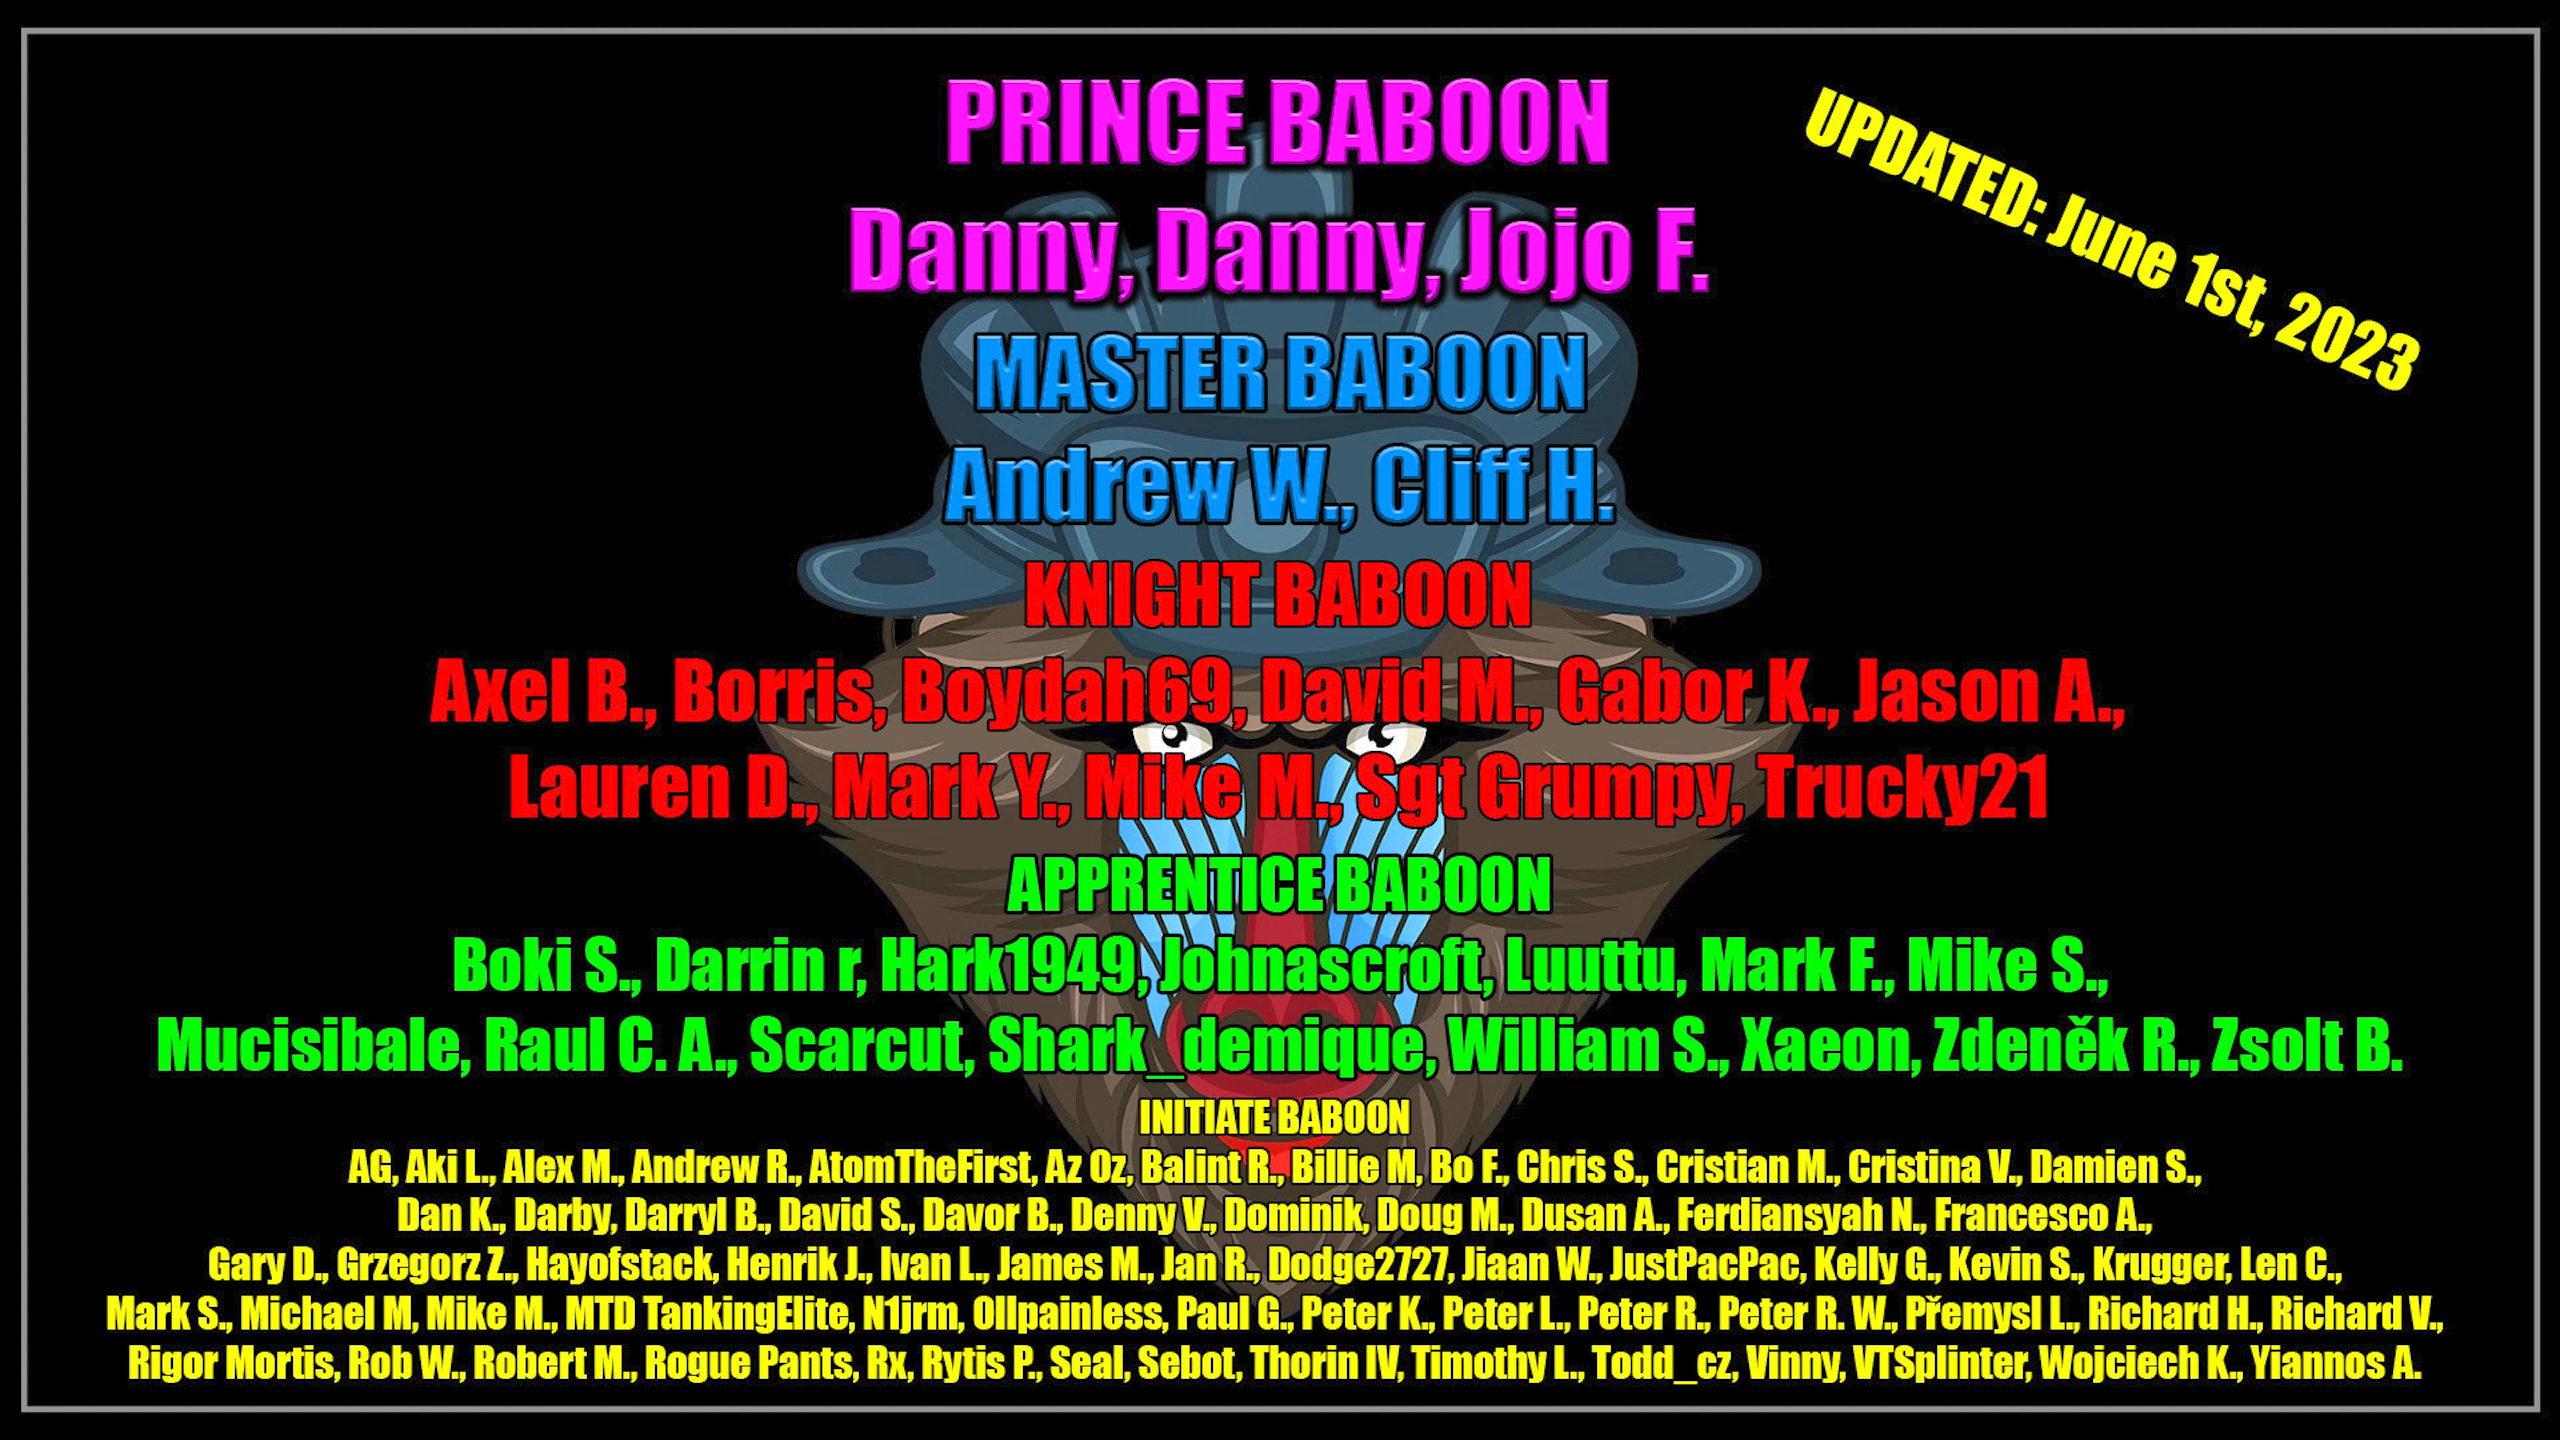 PRINCE BABOON
Danny, Danny, Jojo F.
UPDATED: June 1st, 2023
MASTER BABOON
Andrew W., Cliff H.
KNIGHT BABOON
Axel B., Borris, Boydah69, David M., Gabor K., Jason A.,
Lauren D., Mark Y., Mike M., Sgt Grumpy, Trucky21
APPRENTICE BABOON
Boki S., Darrin r, Hark1949, Johnascroft, Luuttu, Mark F., Mike S.,
Mucisibale, Raul C. A., Scarcut, Shark_demique, William S., Xaeon, Zdeněk R., Zsolt B.
INITIATE BABOON
AG, Aki L., Alex M., Andrew R., AtomTheFirst, Az Oz, Balint R., Billie M, Bo F., Chris S., Cristian M., Cristina V., Damien S.,
Dan K., Darby, Darryl B., David S., Davor B., Denny V., Dominik, Doug M., Dusan A., Ferdiansyah N., Francesco A.,
Gary D., Grzegorz Z., Hayofstack, Henrik J., Ivan L., James M., Jan R., Dodge2727, Jiaan W., JustPacPac, Kelly G., Kevin S., Krugger, Len C.,
Mark S., Michael M, Mike M., MTD TankingElite, N1jrm, Ollpainless, Paul G., Peter K., Peter L., Peter R., Peter R. W., Přemysl L., Richard H., Richard V.,
Rigor Mortis, Rob W., Robert M., Rogue Pants, Rx, Rytis P., Seal, Sebot, Thorin IV, Timothy L., Todd_cz, Vinny, VTSplinter, Wojciech K., Yiannos A.